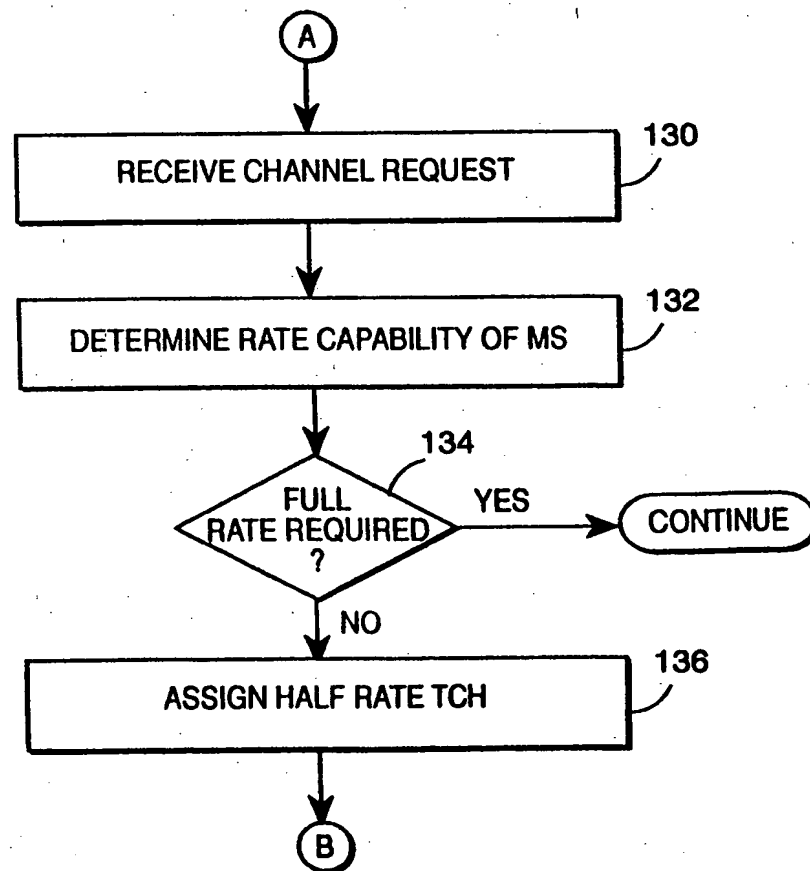 A
RECEIVE CHANNEL REQUEST
130
DETERMINE RATE CAPABILITY OF MS
132
134
FULL
RATE REQUIRED
?
YES
CONTINUE
NO
ASSIGN HALF RATE TCH
136
B